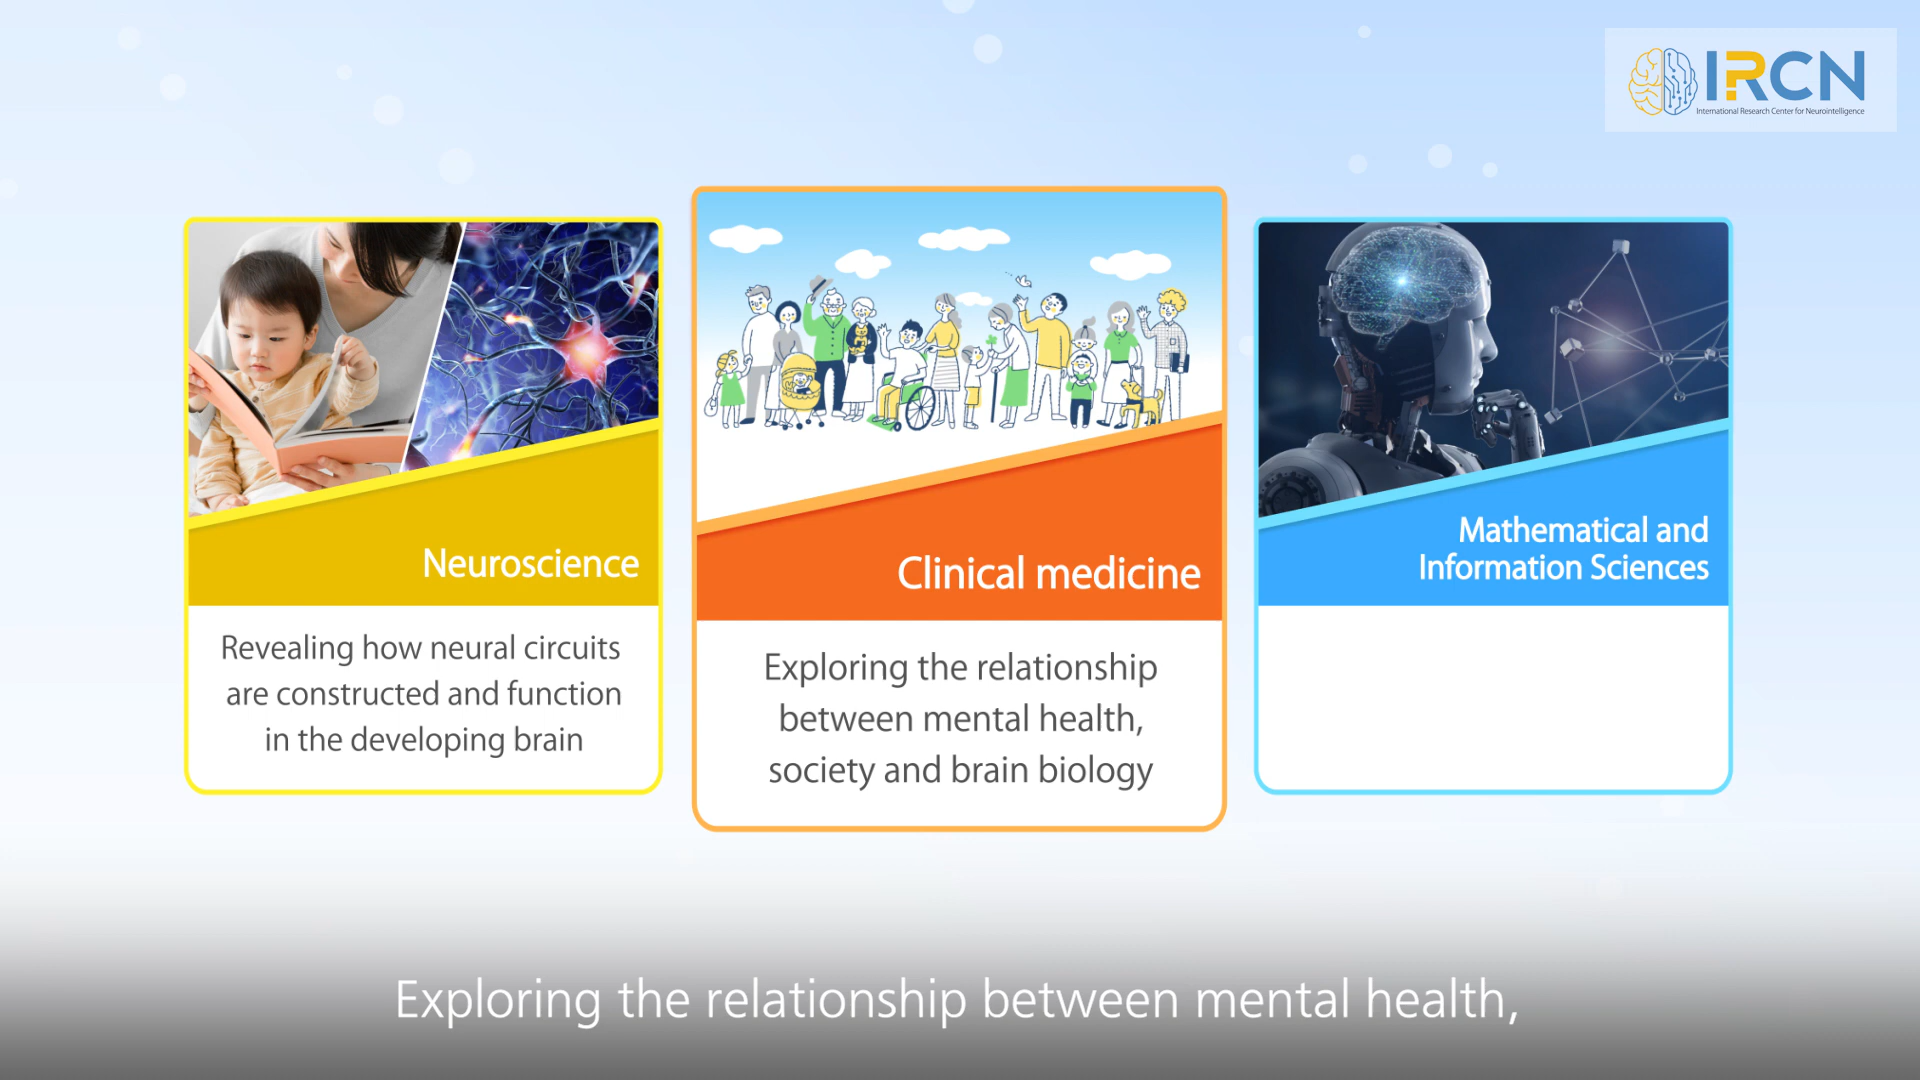 IRCN
International Research Center for Neurointelligence
Neuroscience
Revealing how neural circuits
are constructed and function
in the developing brain
Clinical medicine
Exploring the relationship
between mental health,
society and brain biology
Mathematical and
Information Sciences
Exploring the relationship between mental health,